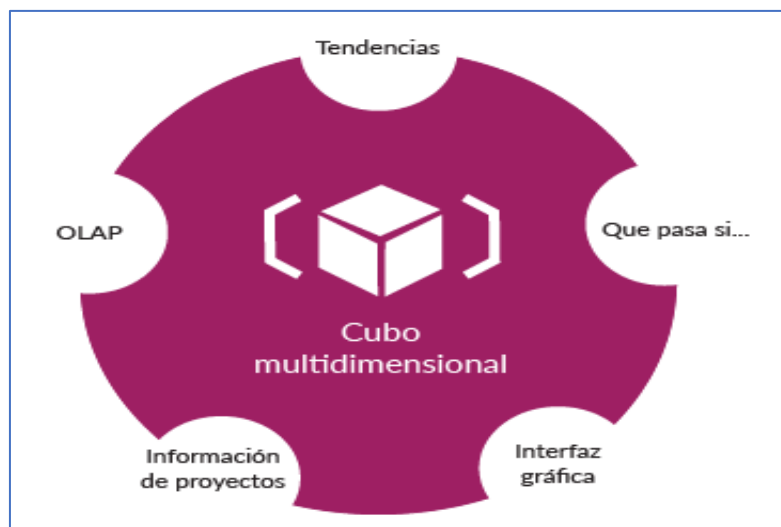 Tendencias
OLAP
Que pasa si...
Cubo
multidimensional
Información
de proyectos
Interfaz
gráfica